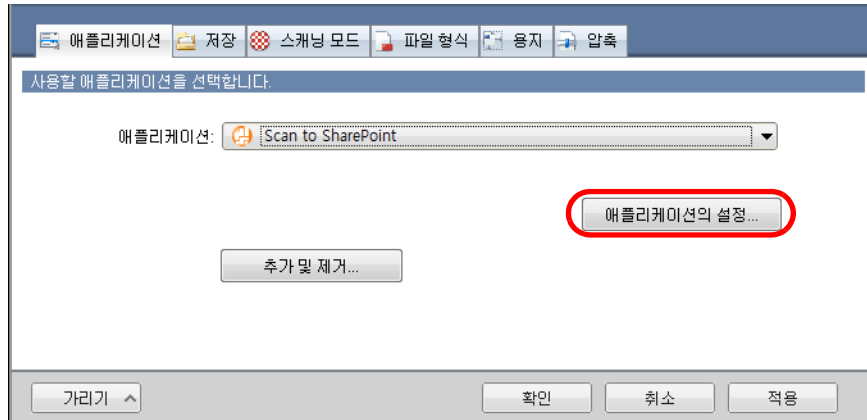 애플리케이션 저장 스캐닝 모드 파일 형식 용지 압축
사용할 애플리케이션을 선택합니다.
애플리케이션: Scan to SharePoint
애플리케이션의 설정...
추가 및 제거...
가리기 확인 취소 적용